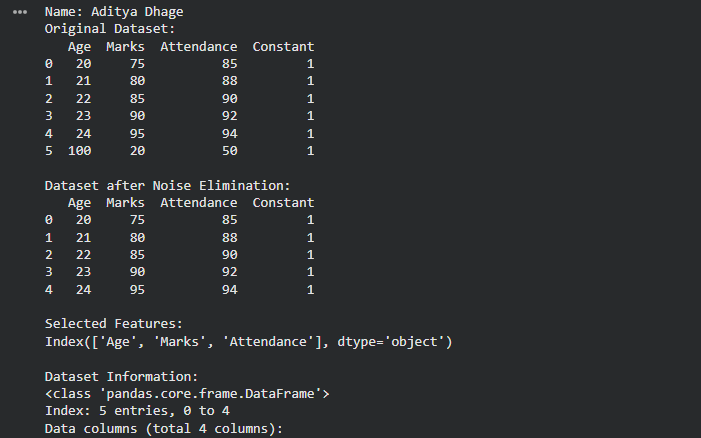 Name: Aditya Dhage
Original Dataset:
   Age  Marks  Attendance  Constant
0   20     75          85         1
1   21     80          88         1
2   22     85          90         1
3   23     90          92         1
4   24     95          94         1
5  100     20          50         1
Dataset after Noise Elimination:
   Age  Marks  Attendance  Constant
0   20     75          85         1
1   21     80          88         1
2   22     85          90         1
3   23     90          92         1
4   24     95          94         1
Selected Features:
Index(['Age', 'Marks', 'Attendance'], dtype='object')
Dataset Information:
<class 'pandas.core.frame.DataFrame'>
Index: 5 entries, 0 to 4
Data columns (total 4 columns):